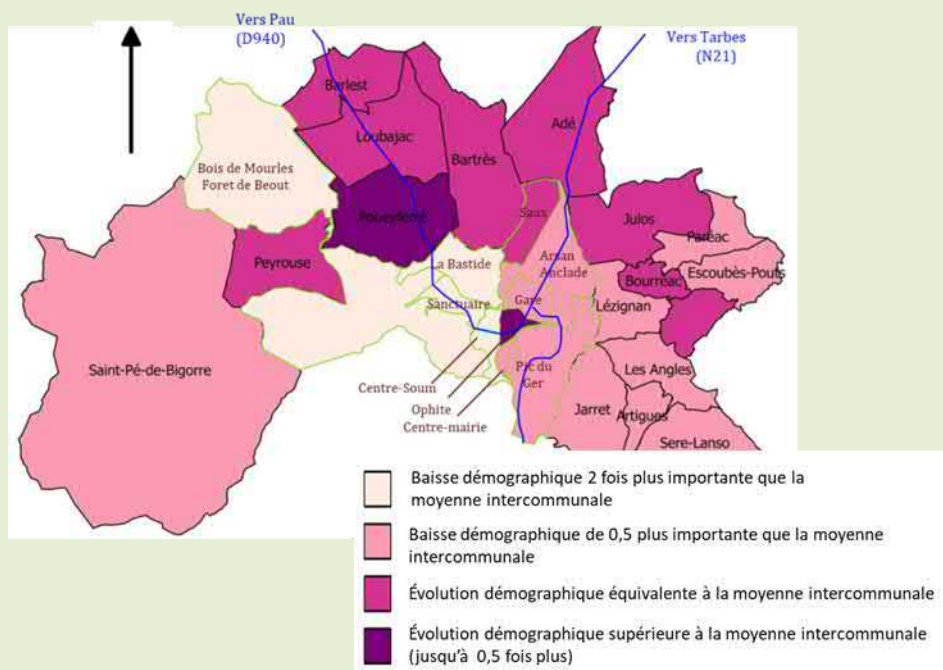 Vers Pau
(D940)
Vers Tarbes
(N21)
Barlest
Loubajac
Adé
Bartrès
Bois de Mourles
Foret de Beout
Poueyferré
Saux
Julos
Paréac
Peyrouse
La Bastide
Arsan
Anclade
Escoubès-Pouts
Bourréac
Sanctuaire
Gare
Lézignan
Saint-Pé-de-Bigorre
Pic du
Ger
Les Angles
Centre-Soum
Ophite
Centre-mairie
Jarret
Artigues
Sere-Lanso
Baisse démographique 2 fois plus importante que la
moyenne intercommunale
Baisse démographique de 0,5 plus importante que la moyenne
intercommunale
Évolution démographique équivalente à la moyenne intercommunale
Évolution démographique supérieure à la moyenne intercommunale
(jusqu'à 0,5 fois plus)